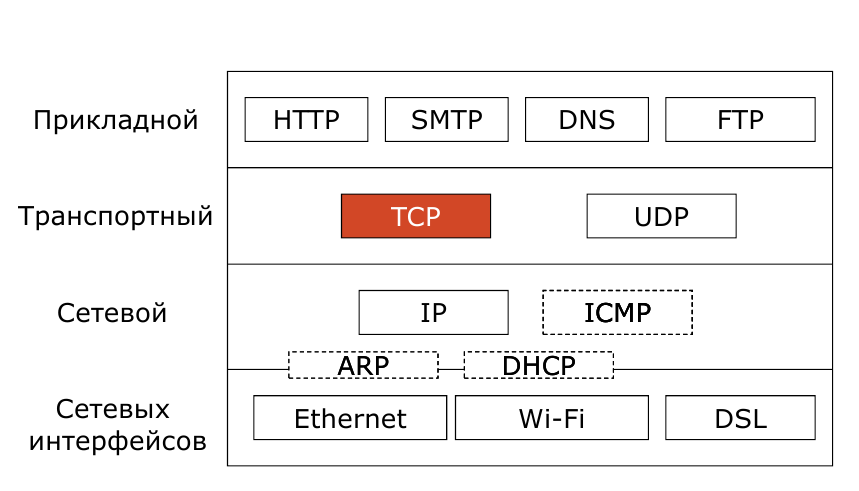 Прикладной
HTTP
SMTP
DNS
FTP
Транспортный
TCP
UDP
Сетевой
IP
ICMP
ARP
DHCP
Сетевых
интерфейсов
Ethernet
Wi-Fi
DSL